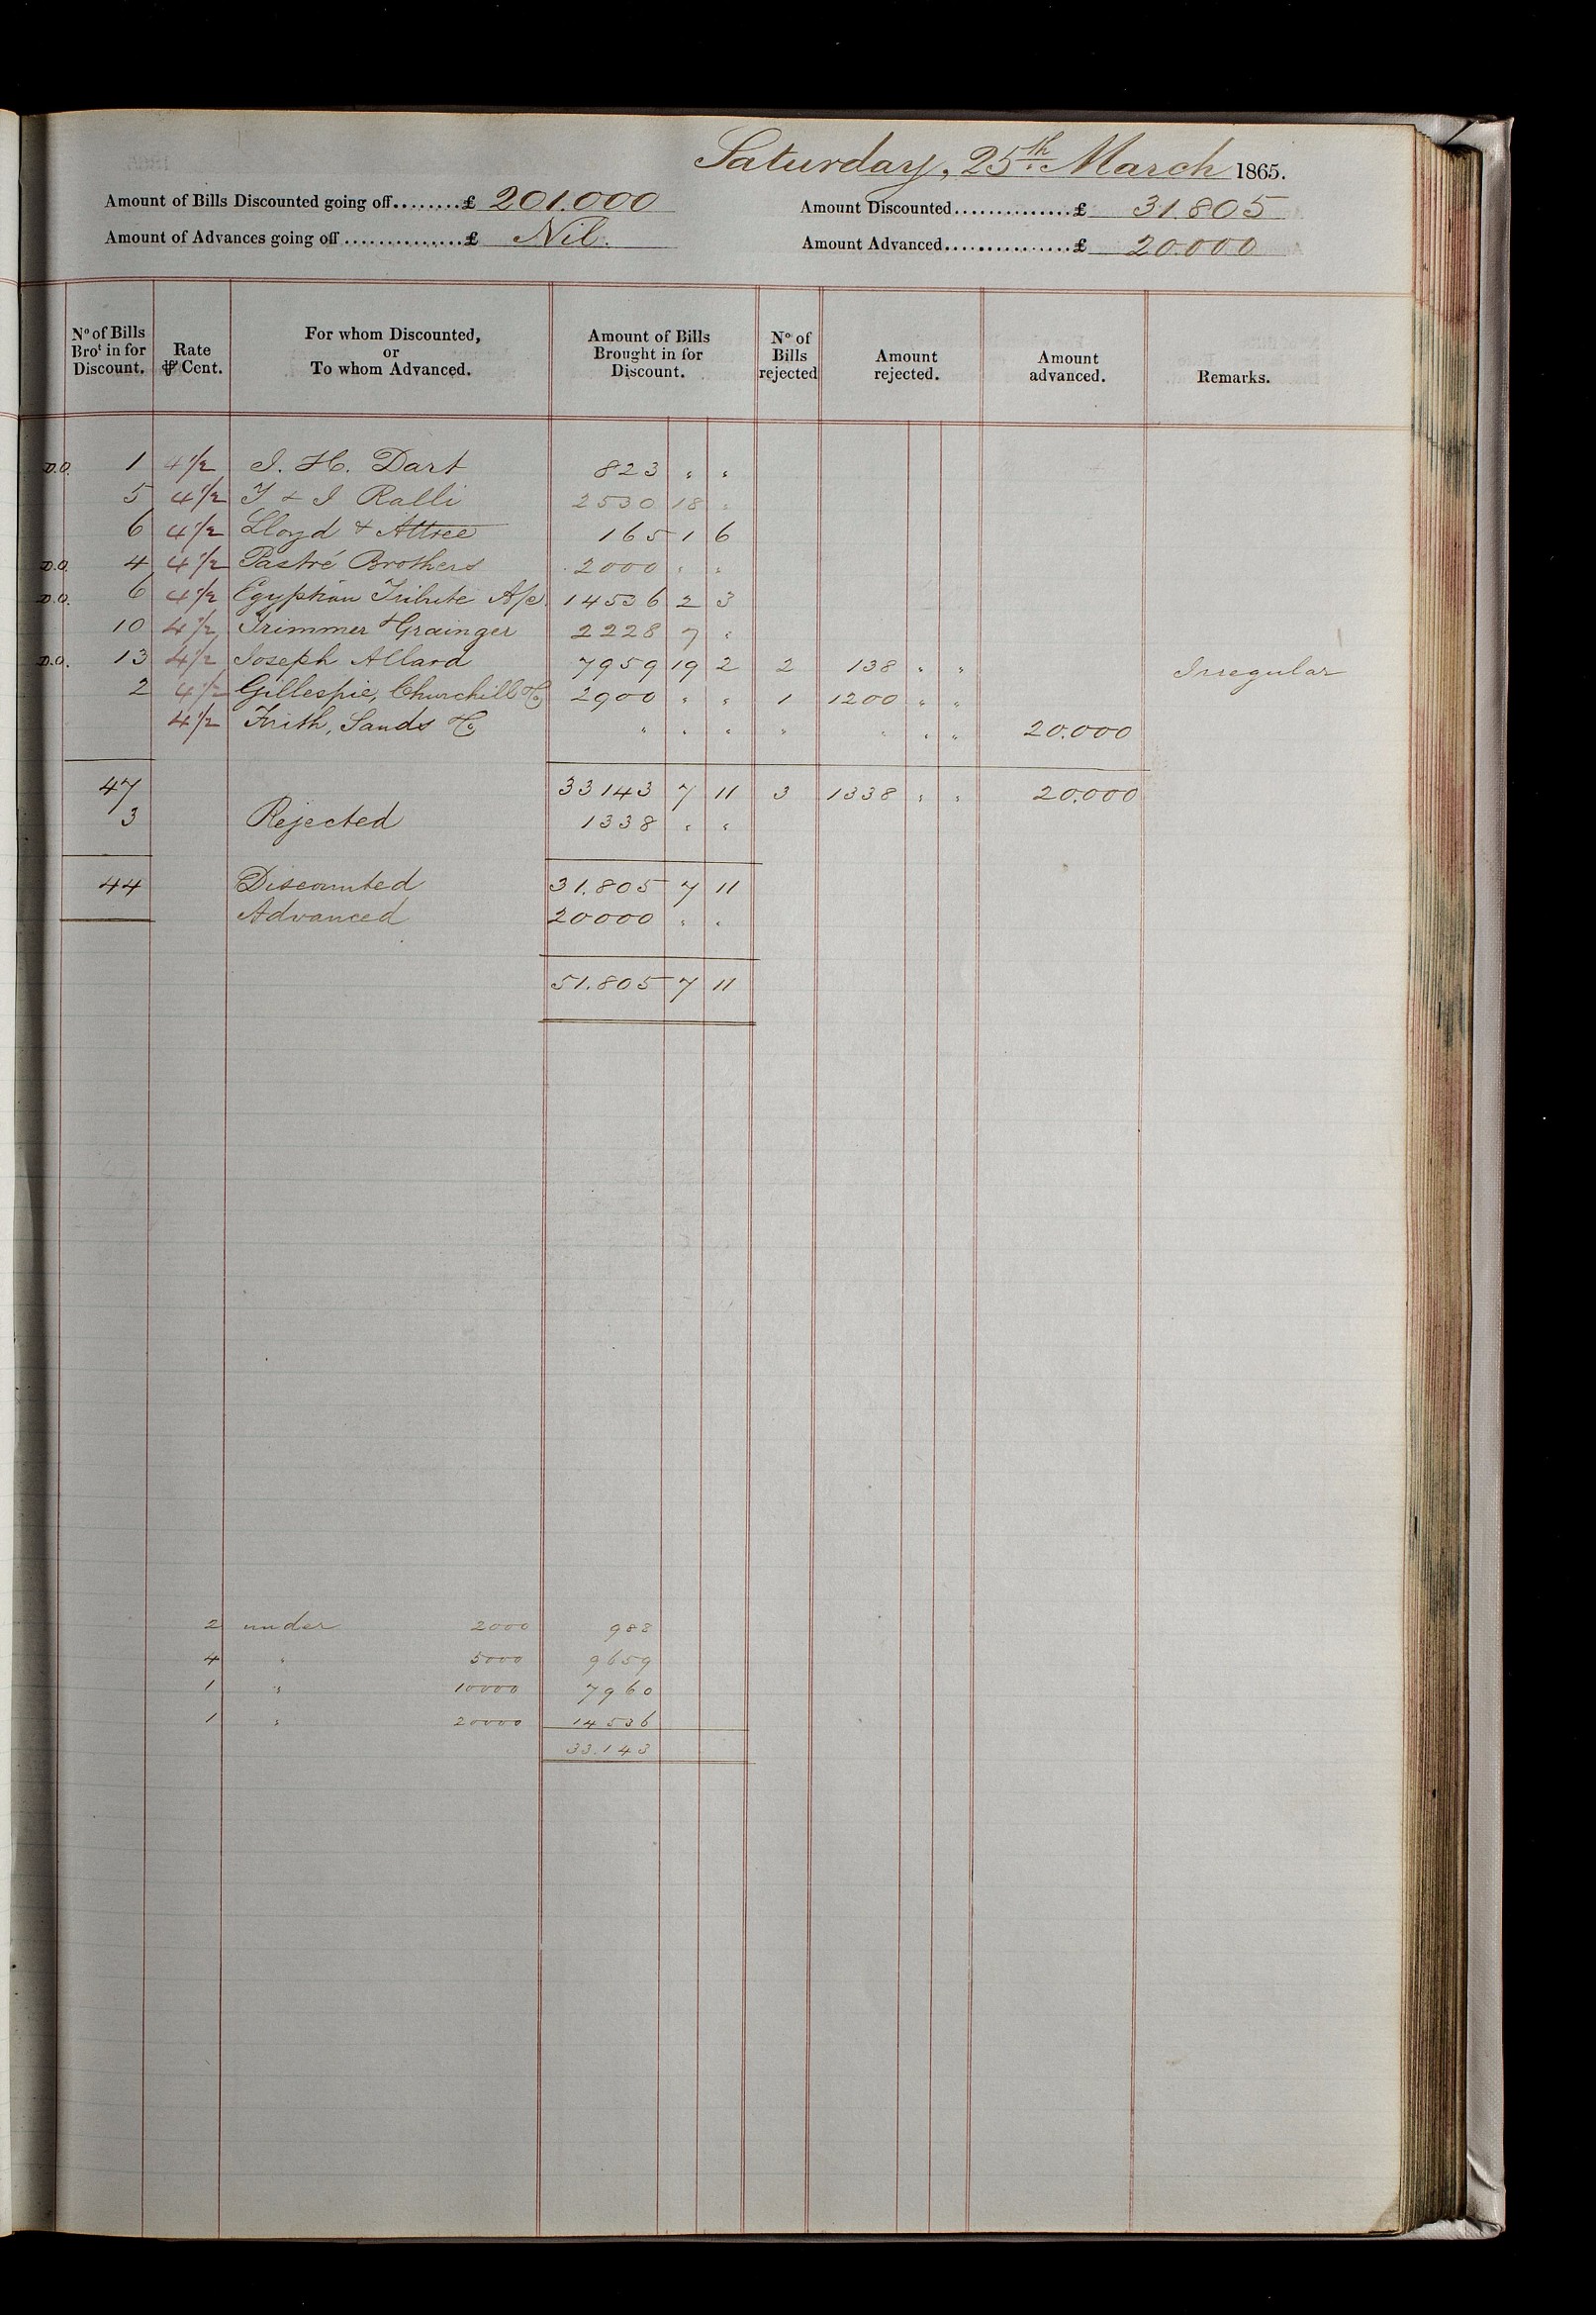 Saturday, 25th March 1865.
Amount of Bills Discounted going off........£ 201.000
Amount Discounted..............£ 31.805
Amount of Advances going off...............£ Nil.
Amount Advanced................£ 20.000
No of Bills Brot in for Discount. Rate ⅌ Cent. For whom Discounted, or To whom Advanced. Amount of Bills Brought in for Discount. No of Bills rejected Amount rejected. Amount advanced. Remarks.
D.O. 1 4½ J. H. Dart 823 " "
5 4½ T & J Ralli 2530 18 "
6 4½ Lloyd & Attree 165 1 6
D.O. 4 4½ Pastré Brothers 2000 " "
D.O. 6 4½ Egyptian Tribute A/c 14536 2 3
10 4½ Trimmer & Grainger 2228 7 "
D.O. 13 4½ Joseph Allard 7959 19 2 2 138 " " Irregular
2 4½ Gillespie, Churchill & Co 2900 " " 1 1200 " "
4½ Frith, Sands & Co " " " " " " " 20.000
47 33143 7 11 3 1338 " " 20.000
3 Rejected 1338 " "
44 Discounted 31.805 7 11
Advanced 20000 " "
51.805 7 11
2 under 2000 988
4 " 5000 9659
1 " 10000 7960
1 " 20000 14536
33.143